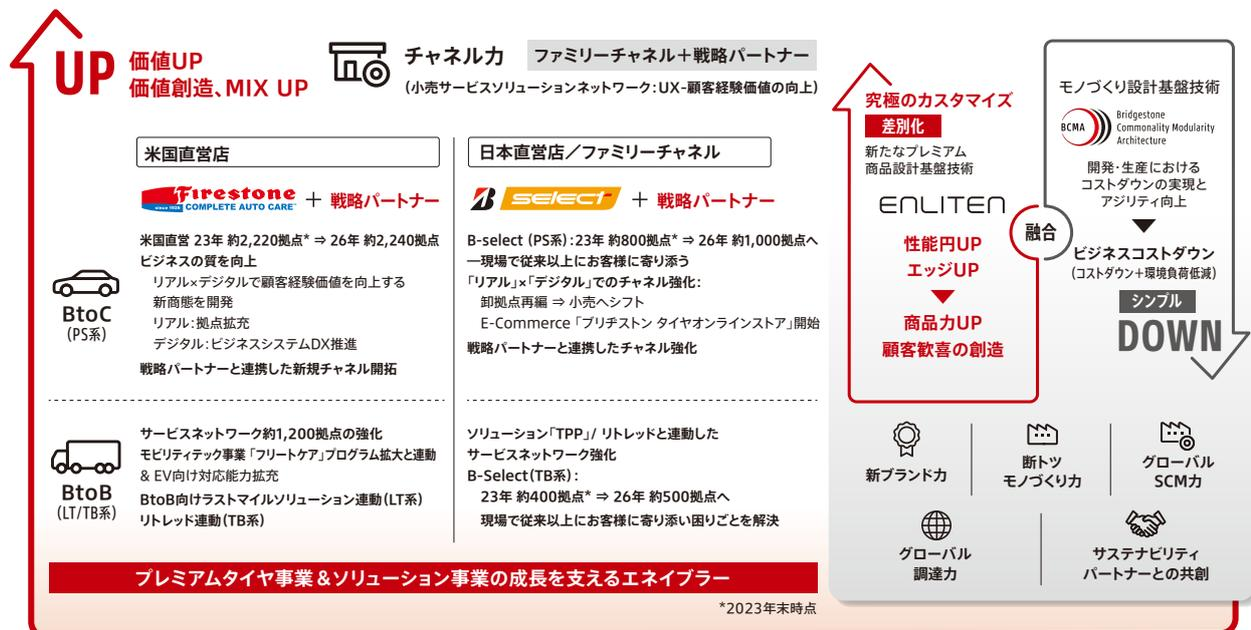 UP
価値UP
価値創造、MIX UP
チャネル力
ファミリーチャネル＋戦略パートナー
（小売サービスソリューションネットワーク：UX-顧客経験価値の向上）
米国直営店
Firestone
since 1926 COMPLETE AUTO CARE
＋ 戦略パートナー
米国直営 23年 約2,220拠点* ⇒ 26年 約2,240拠点
ビジネスの質を向上
リアル×デジタルで顧客経験価値を向上する
新商態を開発
リアル：拠点拡充
デジタル：ビジネスシステムDX推進
戦略パートナーと連携した新規チャネル開拓
BtoC
（PS系）
日本直営店／ファミリーチャネル
B SELECT
＋ 戦略パートナー
B-select（PS系）：23年 約800拠点* ⇒ 26年 約1,000拠点へ
―現場で従来以上にお客様に寄り添う
「リアル」×「デジタル」でのチャネル強化：
卸拠点再編 ⇒ 小売へシフト
E-Commerce「ブリヂストン タイヤオンラインストア」開始
戦略パートナーと連携したチャネル強化
BtoB
（LT/TB系）
サービスネットワーク約1,200拠点の強化
モビリティテック事業「フリートケア」プログラム拡大と連動
& EV向け対応能力拡充
BtoB向けラストマイルソリューション連動（LT系）
リトレッド連動（TB系）
ソリューション「TPP」/ リトレッドと連動した
サービスネットワーク強化
B-Select（TB系）：
23年 約400拠点* ⇒ 26年 約500拠点へ
現場で従来以上にお客様に寄り添い困りごとを解決
プレミアムタイヤ事業＆ソリューション事業の成長を支えるエネイブラー
*2023年末時点
究極のカスタマイズ
差別化
新たなプレミアム
商品設計基盤技術
ENLITEN
性能円UP
エッジUP
商品力UP
顧客歓喜の創造
融合
モノづくり設計基盤技術
BCMA
Bridgestone
Commonality Modularity
Architecture
開発・生産における
コストダウンの実現と
アジリティ向上
ビジネスコストダウン
（コストダウン＋環境負荷低減）
シンプル
DOWN
新ブランド力
断トツ
モノづくり力
グローバル
SCM力
グローバル
調達力
サステナビリティ
パートナーとの共創